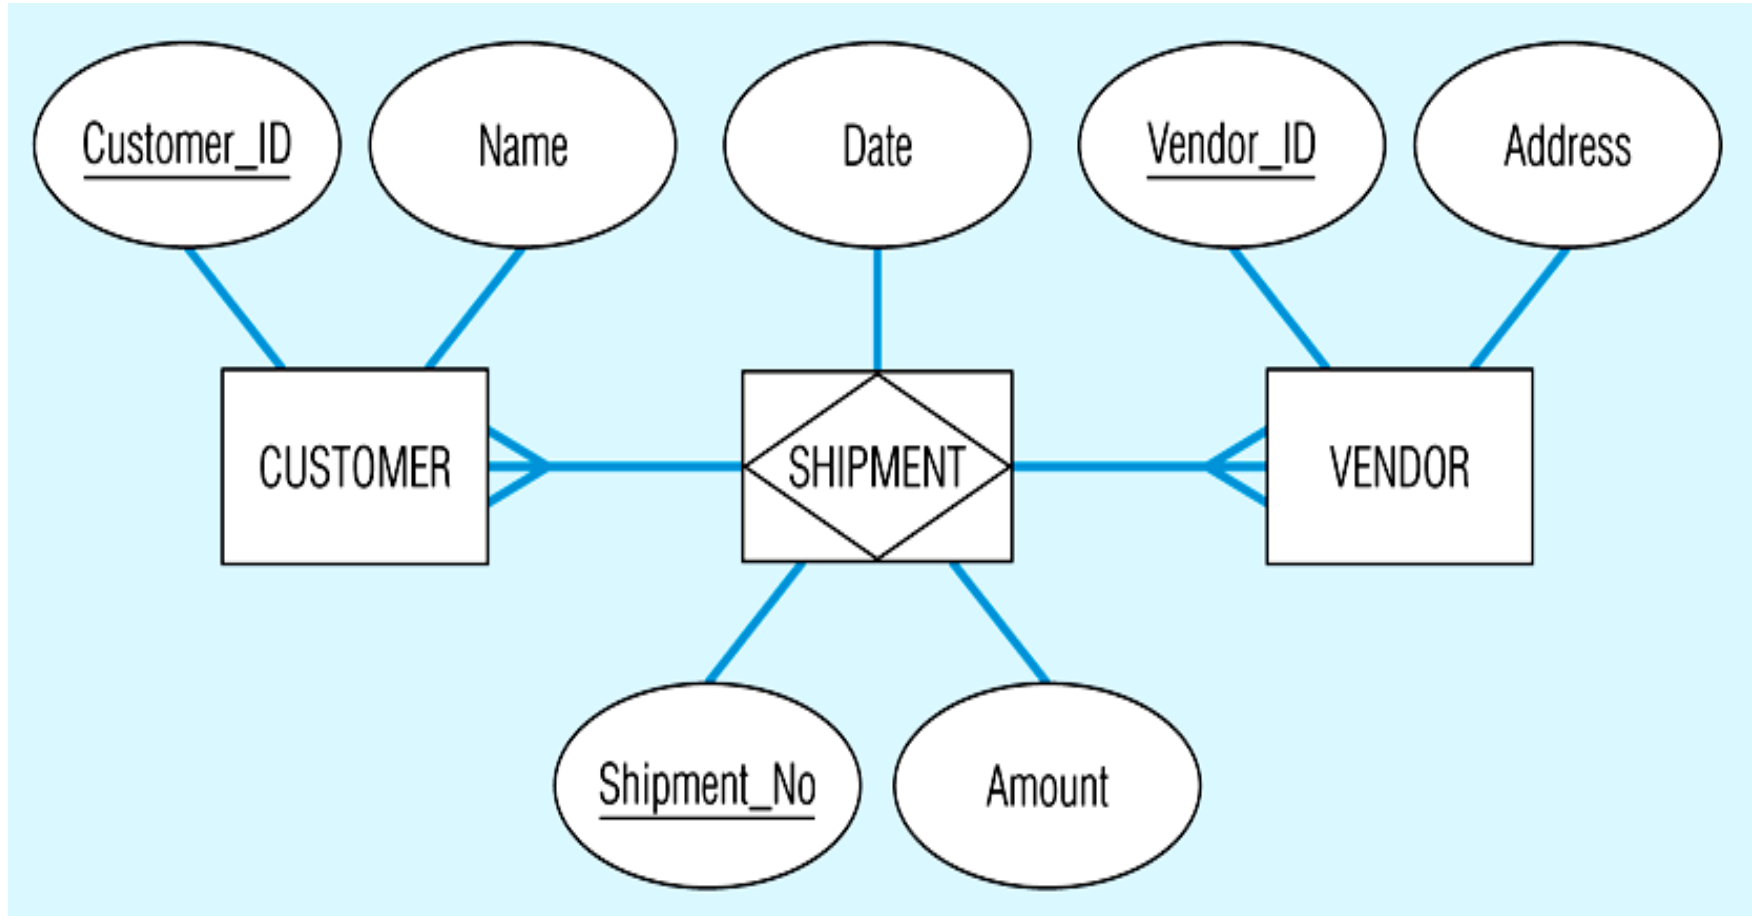 Customer_ID
Name
Date
Vendor_ID
Address
CUSTOMER
SHIPMENT
VENDOR
Shipment_No
Amount